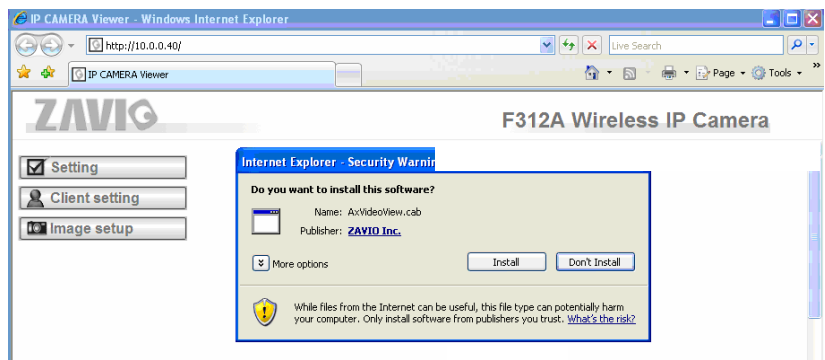 IP CAMERA Viewer - Windows Internet Explorer
http://10.0.0.40/
Live Search
IP CAMERA Viewer
Page
Tools
»
ZAVIO
F312A Wireless IP Camera
Setting
Client setting
Image setup
Internet Explorer - Security Warnin
Do you want to install this software?
Name: AxVideoView.cab
Publisher: ZAVIO Inc.
More options
Install
Don't Install
While files from the Internet can be useful, this file type can potentially harm
your computer. Only install software from publishers you trust. What's the risk?